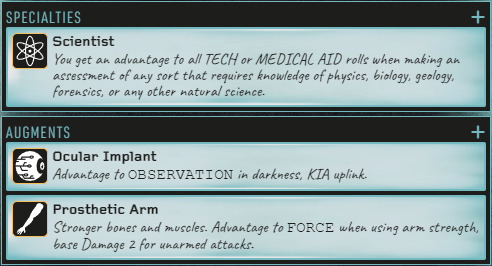 SPECIALTIES
Scientist
You get an advantage to all TECH or MEDICAL AID rolls when making an
assessment of any sort that requires knowledge of physics, biology, geology,
forensics, or any other natural science.
AUGMENTS
Ocular Implant
Advantage to OBSERVATION in darkness, KIA uplink.
Prosthetic Arm
Stronger bones and muscles. Advantage to FORCE when using arm strength,
base Damage 2 for unarmed attacks.